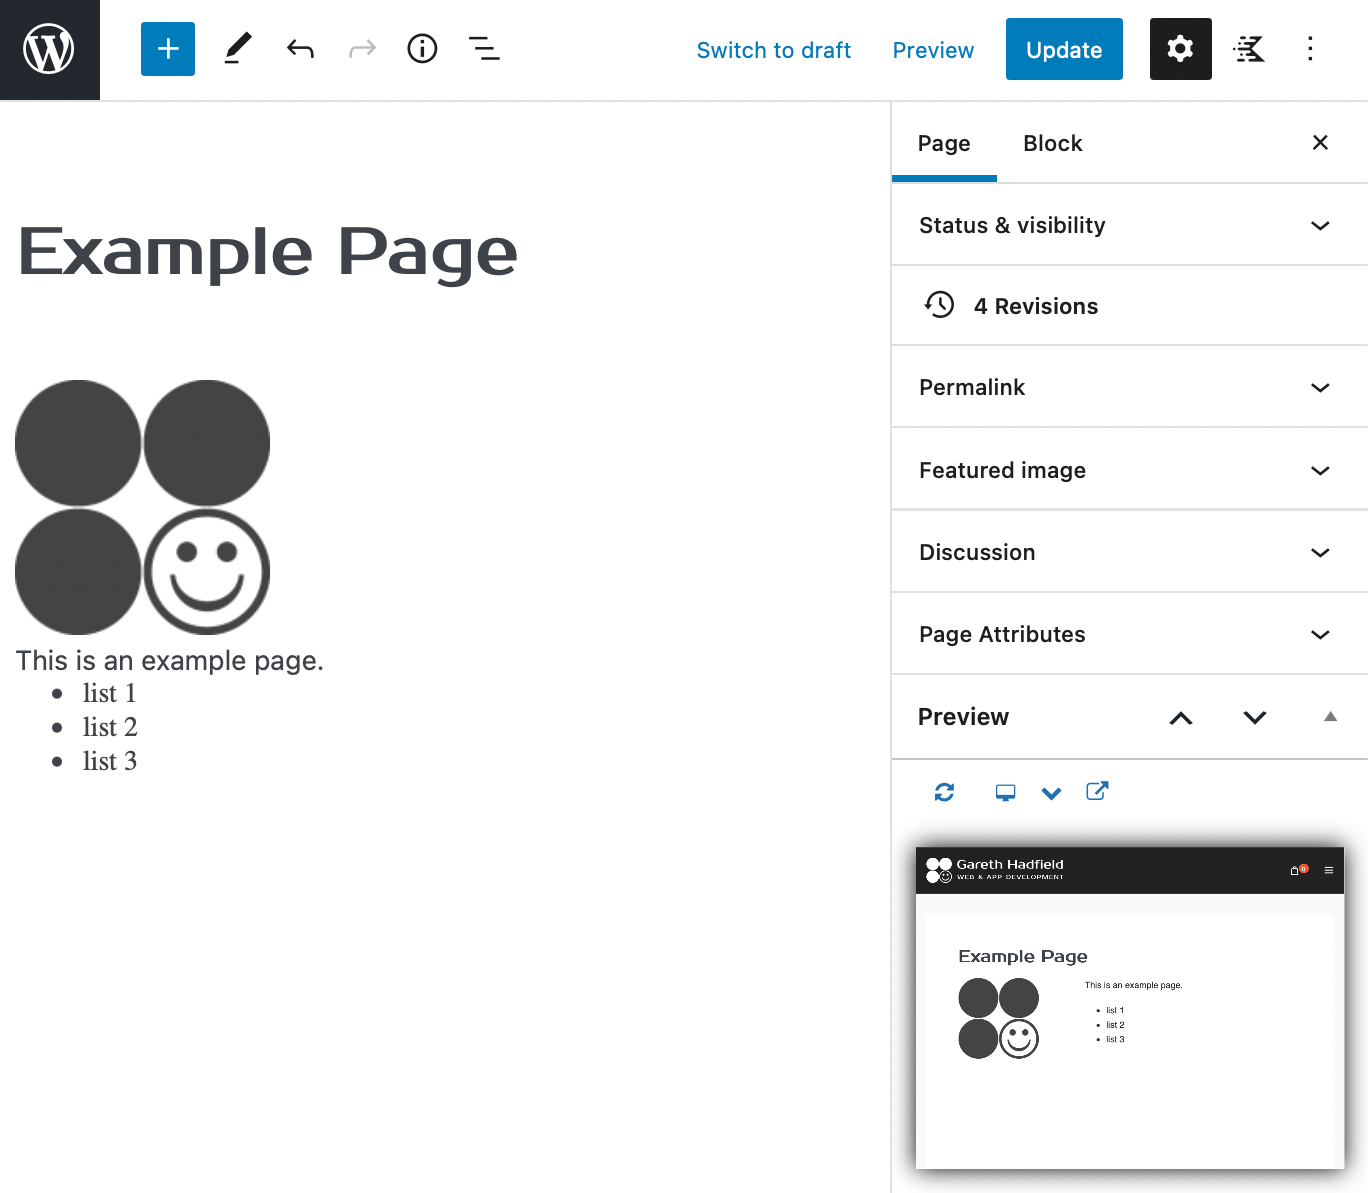 Switch to draft
Preview
Update
Page
Block
Example Page
Status & visibility
4 Revisions
Permalink
Featured image
Discussion
Page Attributes
Preview
This is an example page.
list 1
list 2
list 3
Gareth Hadfield
WEB & APP DEVELOPMENT
0
Example Page
This is an example page.
list 1
list 2
list 3